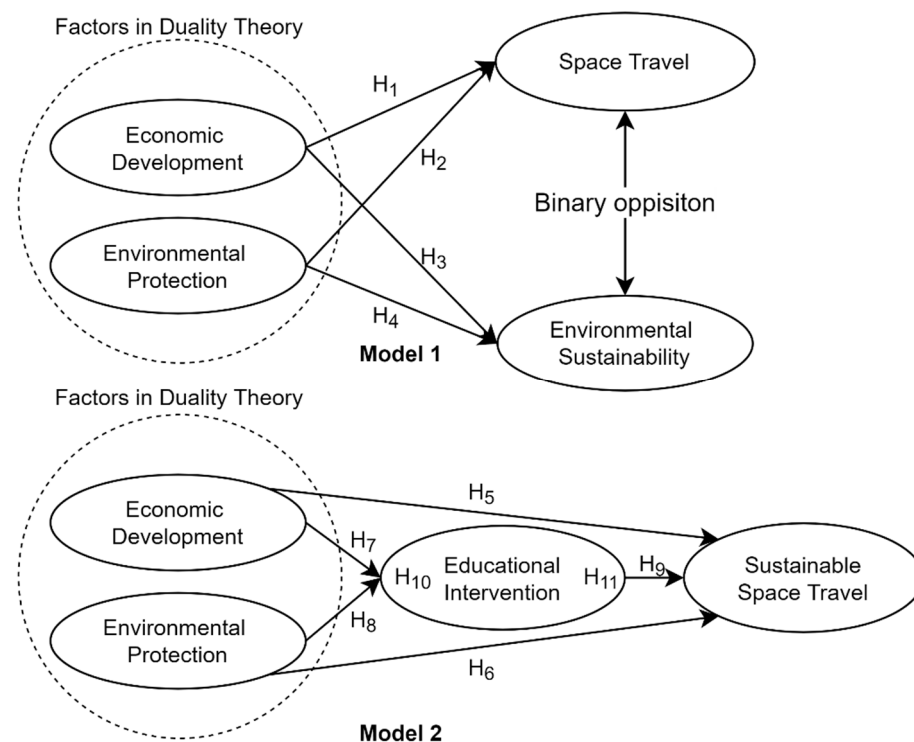 Factors in Duality Theory
Economic
Development
Environmental
Protection
H1
H2
H3
H4
Space Travel
Binary oppisiton
Environmental
Sustainability
Model 1
Factors in Duality Theory
Economic
Development
Environmental
Protection
H5
H7
H8
H6
H10
Educational
Intervention
H11
H9
Sustainable
Space Travel
Model 2